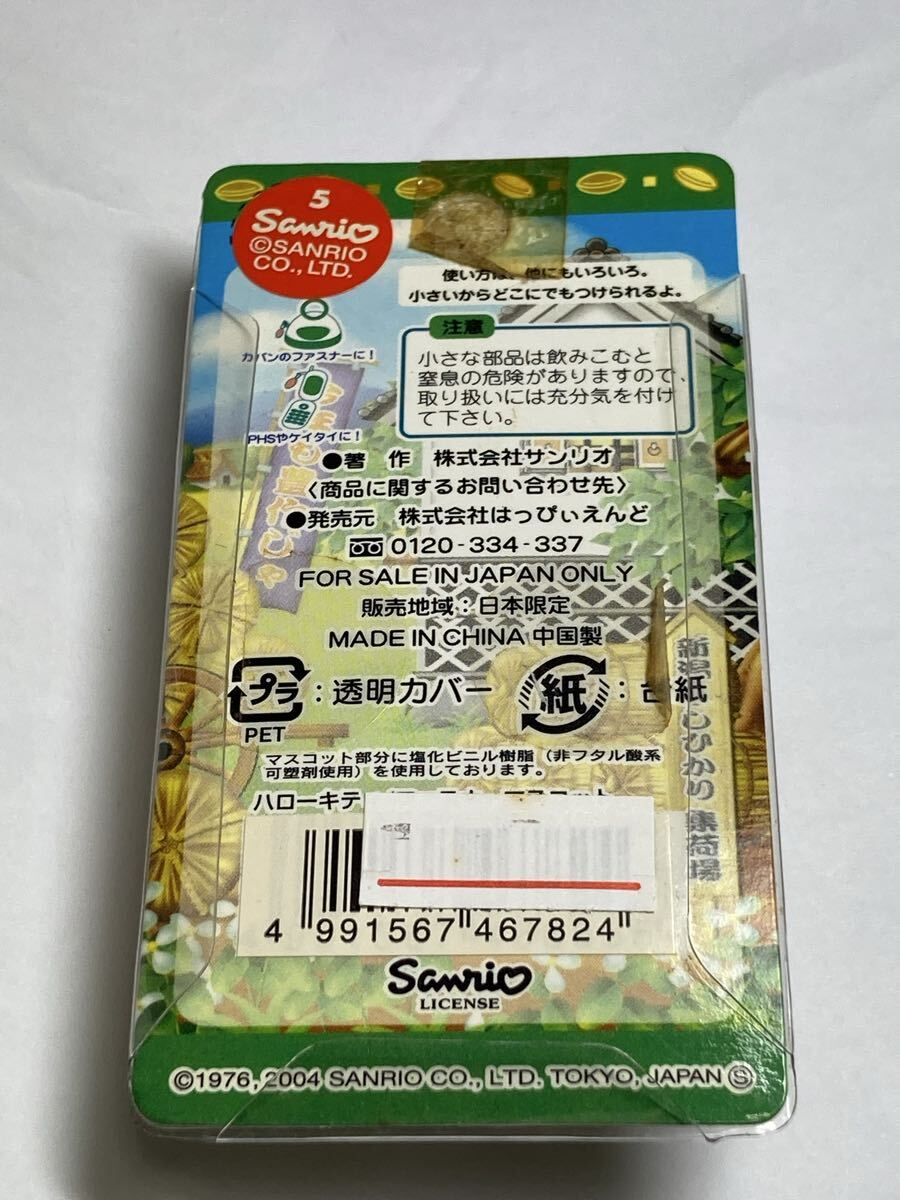 5
Sanrio
©SANRIO
CO., LTD.
使い方は、他にもいろいろ。
小さいからどこにでもつけられるよ。
カバンのファスナーに!
PHSやケイタイに!
注意
小さな部品は飲みこむと
窒息の危険がありますので、
取り扱いには充分気を付け
て下さい。
●著 作 株式会社サンリオ
〈商品に関するお問い合わせ先〉
●発売元 株式会社はっぴぃえんど
0120-334-337
FOR SALE IN JAPAN ONLY
販売地域:日本限定
MADE IN CHINA 中国製
プラ:透明カバー 紙:台紙
PET
マスコット部分に塩化ビニル樹脂(非フタル酸系
可塑剤使用)を使用しております。
ハローキティ
4 991567 467824
Sanrio
LICENSE
©1976, 2004 SANRIO CO., LTD. TOKYO, JAPAN Ⓢ
今年も豊作じゃ
新潟こしひかり 集荷場